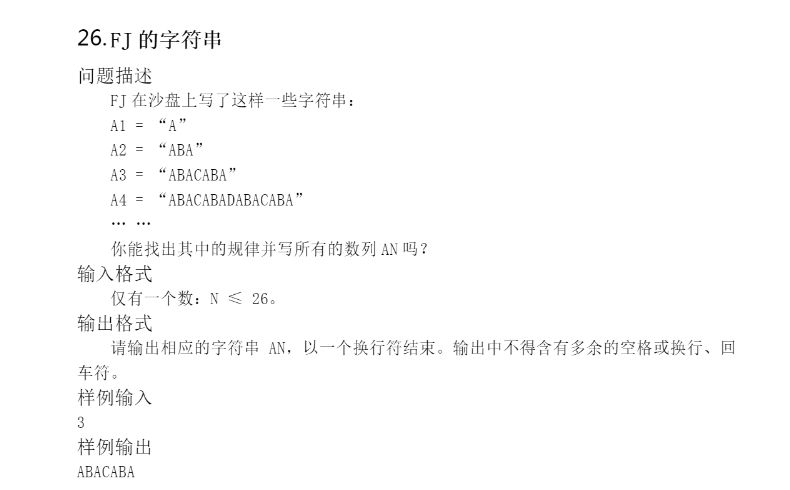 26.FJ 的字符串
问题描述
FJ 在沙盘上写了这样一些字符串：
A1 = “A”
A2 = “ABA”
A3 = “ABACABA”
A4 = “ABACABADABACABA”
… …
你能找出其中的规律并写所有的数列 AN 吗？
输入格式
仅有一个数：N ≤ 26。
输出格式
请输出相应的字符串 AN，以一个换行符结束。输出中不得含有多余的空格或换行、回
车符。
样例输入
3
样例输出
ABACABA